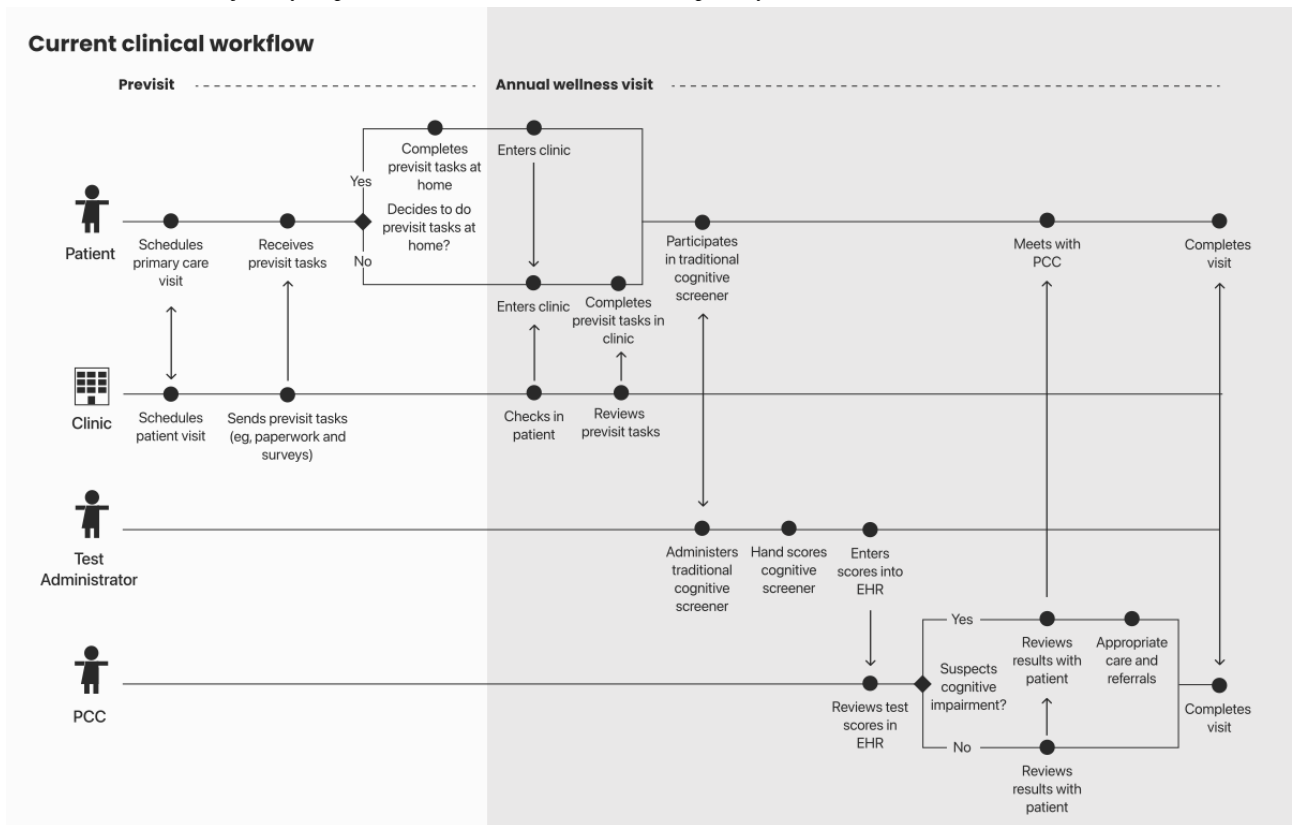 Current clinical workflow
Previsit
Annual wellness visit
Completes
previsit tasks at
home
Enters clinic
Yes
Decides to do
previsit tasks at
home?
No
Patient
Schedules
primary care
visit
Receives
previsit tasks
Enters clinic
Completes
previsit tasks in
clinic
Participates
in traditional
cognitive
screener
Meets with
PCC
Completes
visit
Clinic
Schedules
patient visit
Sends previsit tasks
(eg, paperwork and
surveys)
Checks in
patient
Reviews
previsit tasks
Test
Administrator
Administers
traditional
cognitive
screener
Hand scores
cognitive
screener
Enters
scores into
EHR
PCC
Reviews test
scores in
EHR
Yes
Suspects
cognitive
impairment?
No
Reviews
results with
patient
Appropriate
care and
referrals
Reviews
results with
patient
Completes
visit